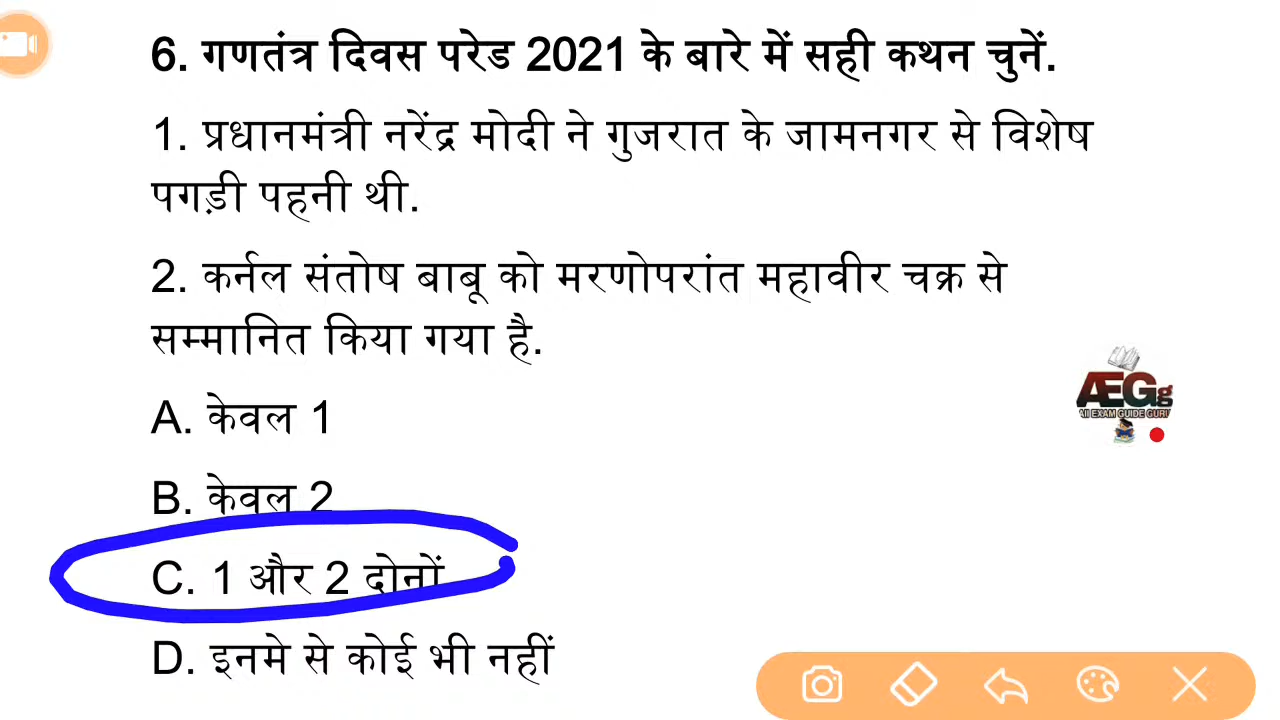 6. गणतंत्र दिवस परेड 2021 के बारे में सही कथन चुनें.
1. प्रधानमंत्री नरेंद्र मोदी ने गुजरात के जामनगर से विशेष
पगड़ी पहनी थी.
2. कर्नल संतोष बाबू को मरणोपरांत महावीर चक्र से
सम्मानित किया गया है.
A. केवल 1
B. केवल 2
C. 1 और 2 दोनों
D. इनमे से कोई भी नहीं
ÆGg
All EXAM GUIDE GURU